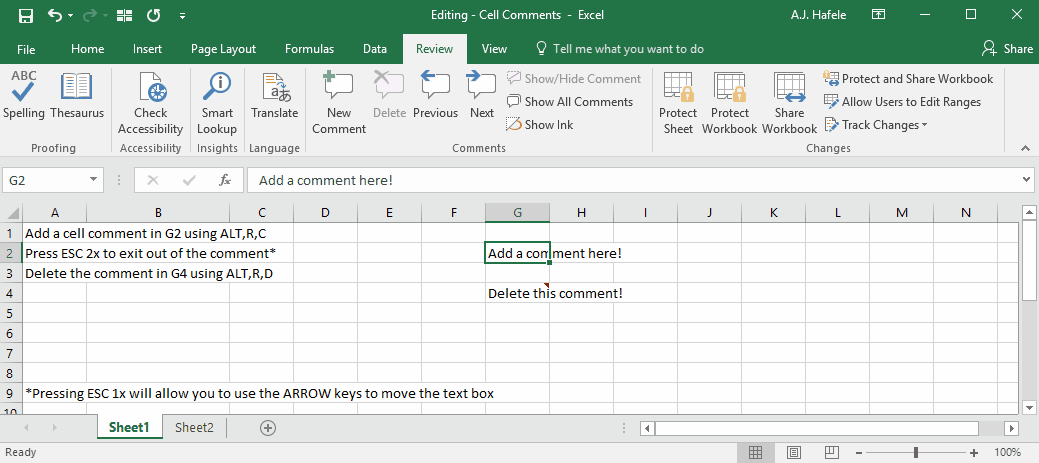 Editing - Cell Comments - Excel
A.J. Hafele
File Home Insert Page Layout Formulas Data Review View Tell me what you want to do Share
ABC
Spelling Thesaurus
Proofing
Check Accessibility
Accessibility
Smart Lookup
Insights
Translate
Language
New Comment
Delete
Previous
Next
Show/Hide Comment
Show All Comments
Show Ink
Comments
Protect Sheet
Protect Workbook
Share Workbook
Protect and Share Workbook
Allow Users to Edit Ranges
Track Changes
Changes
G2 fx Add a comment here!
A B C D E F G H I J K L M N
1 Add a cell comment in G2 using ALT,R,C
2 Press ESC 2x to exit out of the comment* Add a comment here!
3 Delete the comment in G4 using ALT,R,D
4 Delete this comment!
5
6
7
8
9 *Pressing ESC 1x will allow you to use the ARROW keys to move the text box
10
Sheet1 Sheet2
Ready 100%